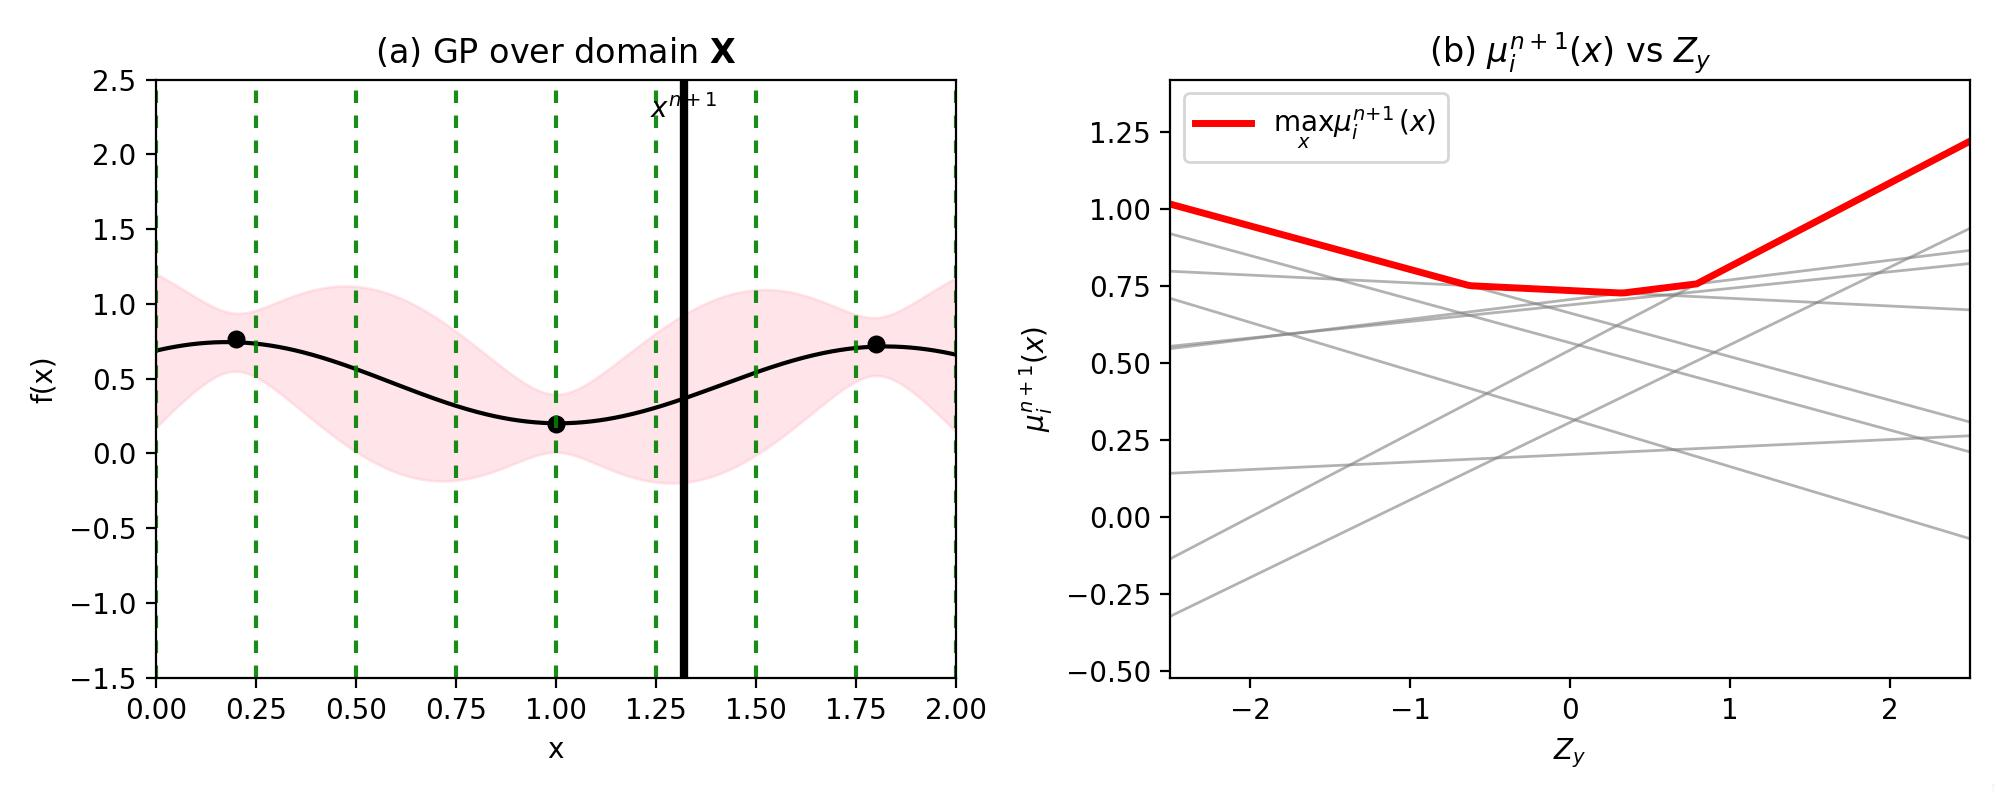 (a) GP over domain X
2.5
2.0
1.5
1.0
0.5
0.0
−0.5
−1.0
−1.5
f(x)
x^{n+1}
0.00 0.25 0.50 0.75 1.00 1.25 1.50 1.75 2.00
x
(b) μ_i^{n+1}(x) vs Z_y
max_x μ_i^{n+1}(x)
1.25
1.00
0.75
0.50
0.25
0.00
−0.25
−0.50
μ_i^{n+1}(x)
−2 −1 0 1 2
Z_y